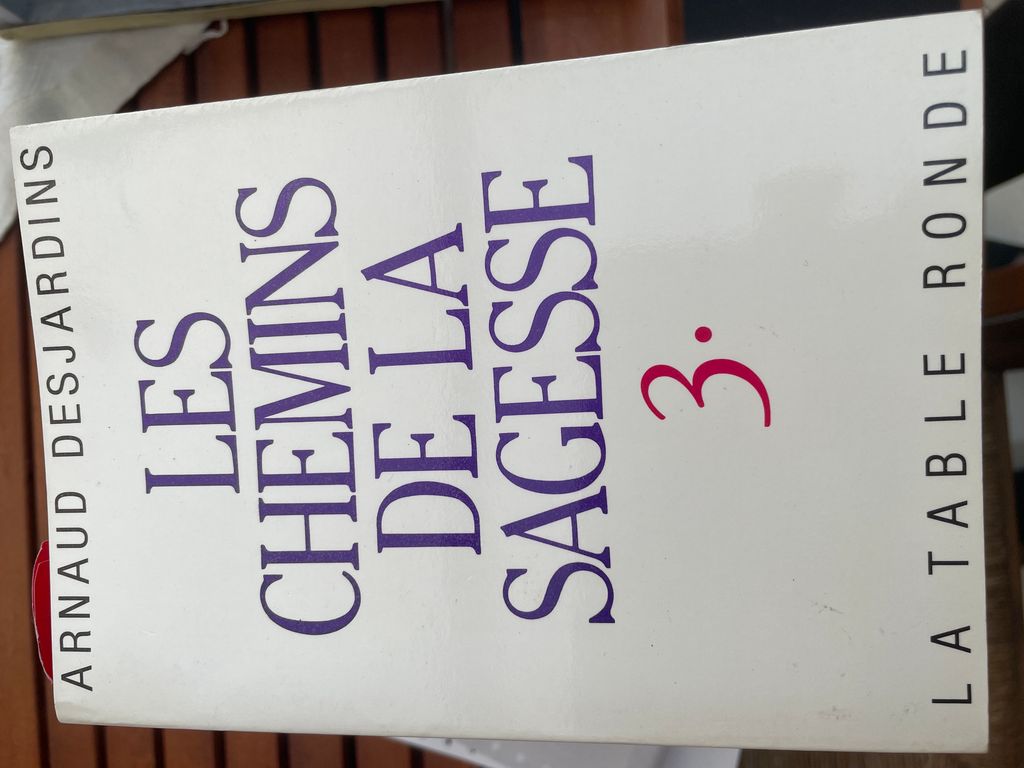 ARNAUD DESJARDINS
LES
CHEMINS
DE LA
SAGESSE
3.
LA TABLE RONDE